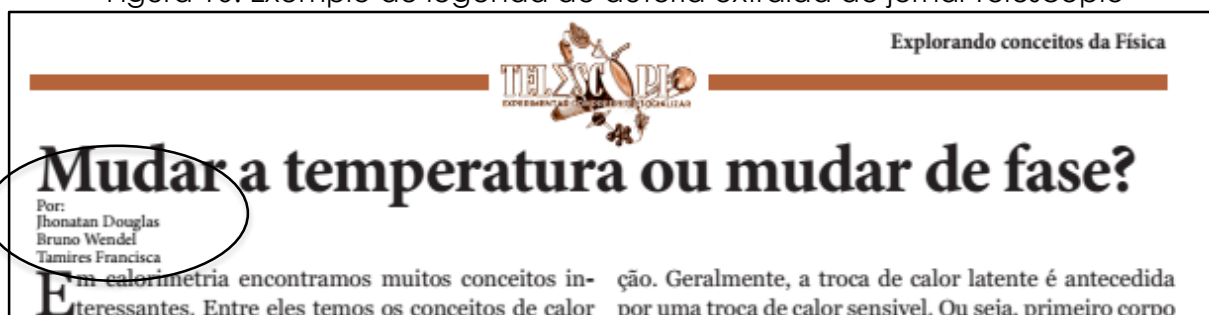 Figura 10: Exemplo de legenda de autoria extraída do jornal Telescópio
Explorando conceitos da Física
TELESCÓPIO
Mudar a temperatura ou mudar de fase?
Por:
Jhonatan Douglas
Bruno Wendel
Tamires Francisca
Em calorimetria encontramos muitos conceitos in-
teressantes. Entre eles temos os conceitos de calor
ção. Geralmente, a troca de calor latente é antecedida
por uma troca de calor sensível. Ou seja, primeiro corpo